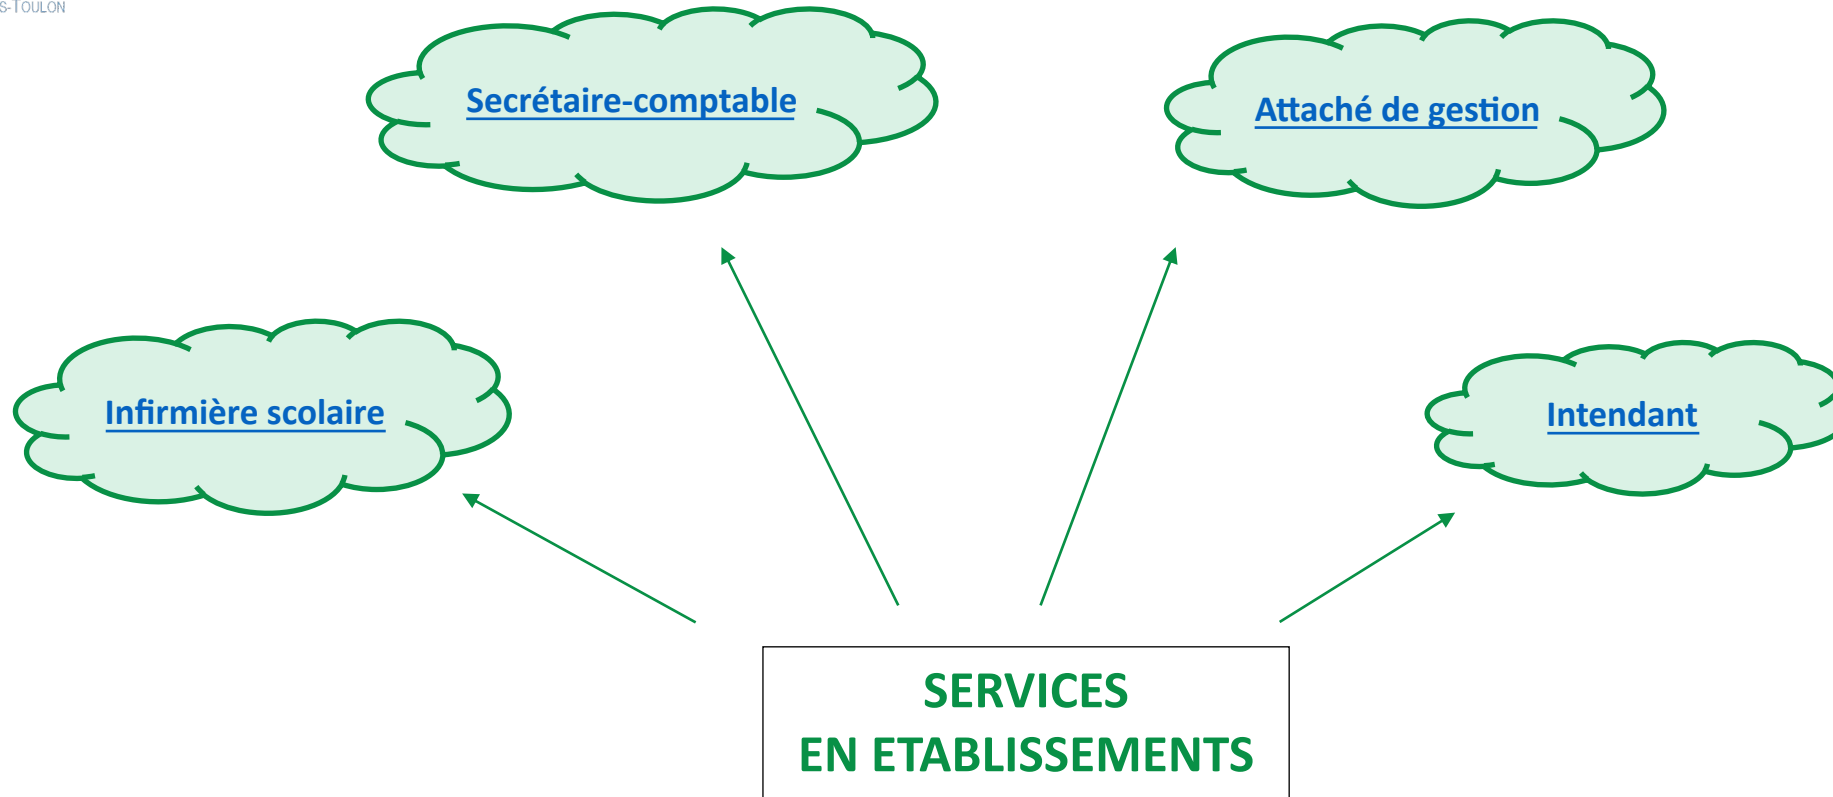 S-TOULON
Secrétaire-comptable
Attaché de gestion
Infirmière scolaire
Intendant
SERVICES
EN ETABLISSEMENTS